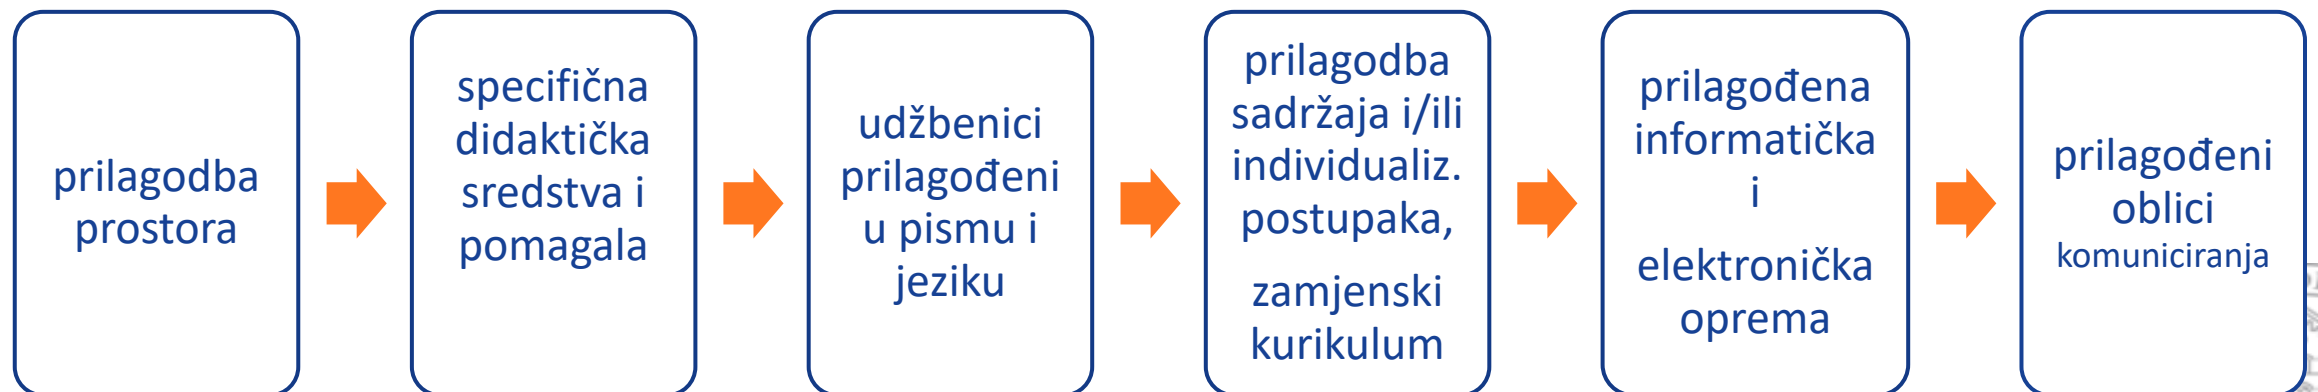 prilagodba
prostora
specifična
didaktička
sredstva i
pomagala
udžbenici
prilagođeni
u pismu i
jeziku
prilagodba
sadržaja i/ili
individualiz.
postupaka,
zamjenski
kurikulum
prilagođena
informatička
i
elektronička
oprema
prilagođeni
oblici
komuniciranja